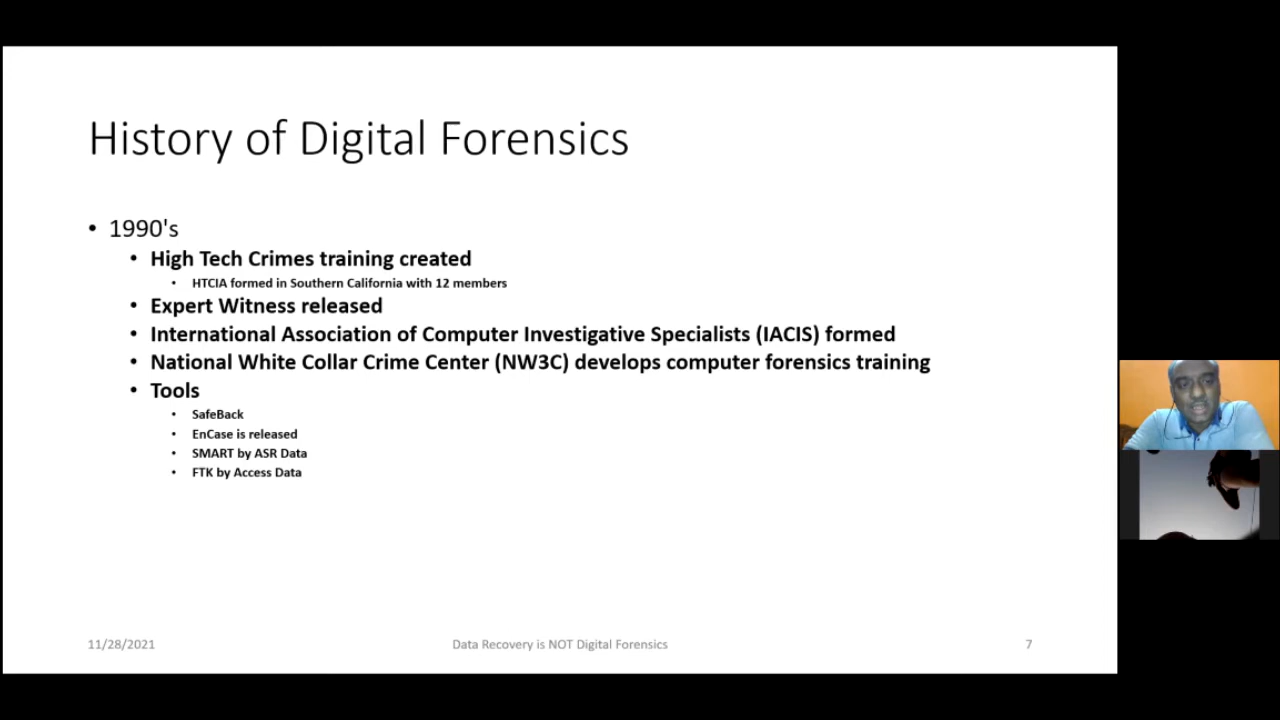 History of Digital Forensics
• 1990's
• High Tech Crimes training created
• HTCIA formed in Southern California with 12 members
• Expert Witness released
• International Association of Computer Investigative Specialists (IACIS) formed
• National White Collar Crime Center (NW3C) develops computer forensics training
• Tools
• SafeBack
• EnCase is released
• SMART by ASR Data
• FTK by Access Data
11/28/2021
Data Recovery is NOT Digital Forensics
7